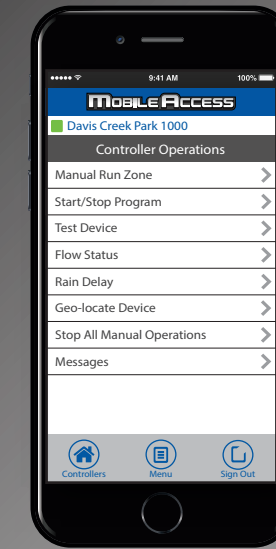 9:41 AM 100%
MOBILE ACCESS
Davis Creek Park 1000
Controller Operations
Manual Run Zone
Start/Stop Program
Test Device
Flow Status
Rain Delay
Geo-locate Device
Stop All Manual Operations
Messages
Controllers Menu Sign Out